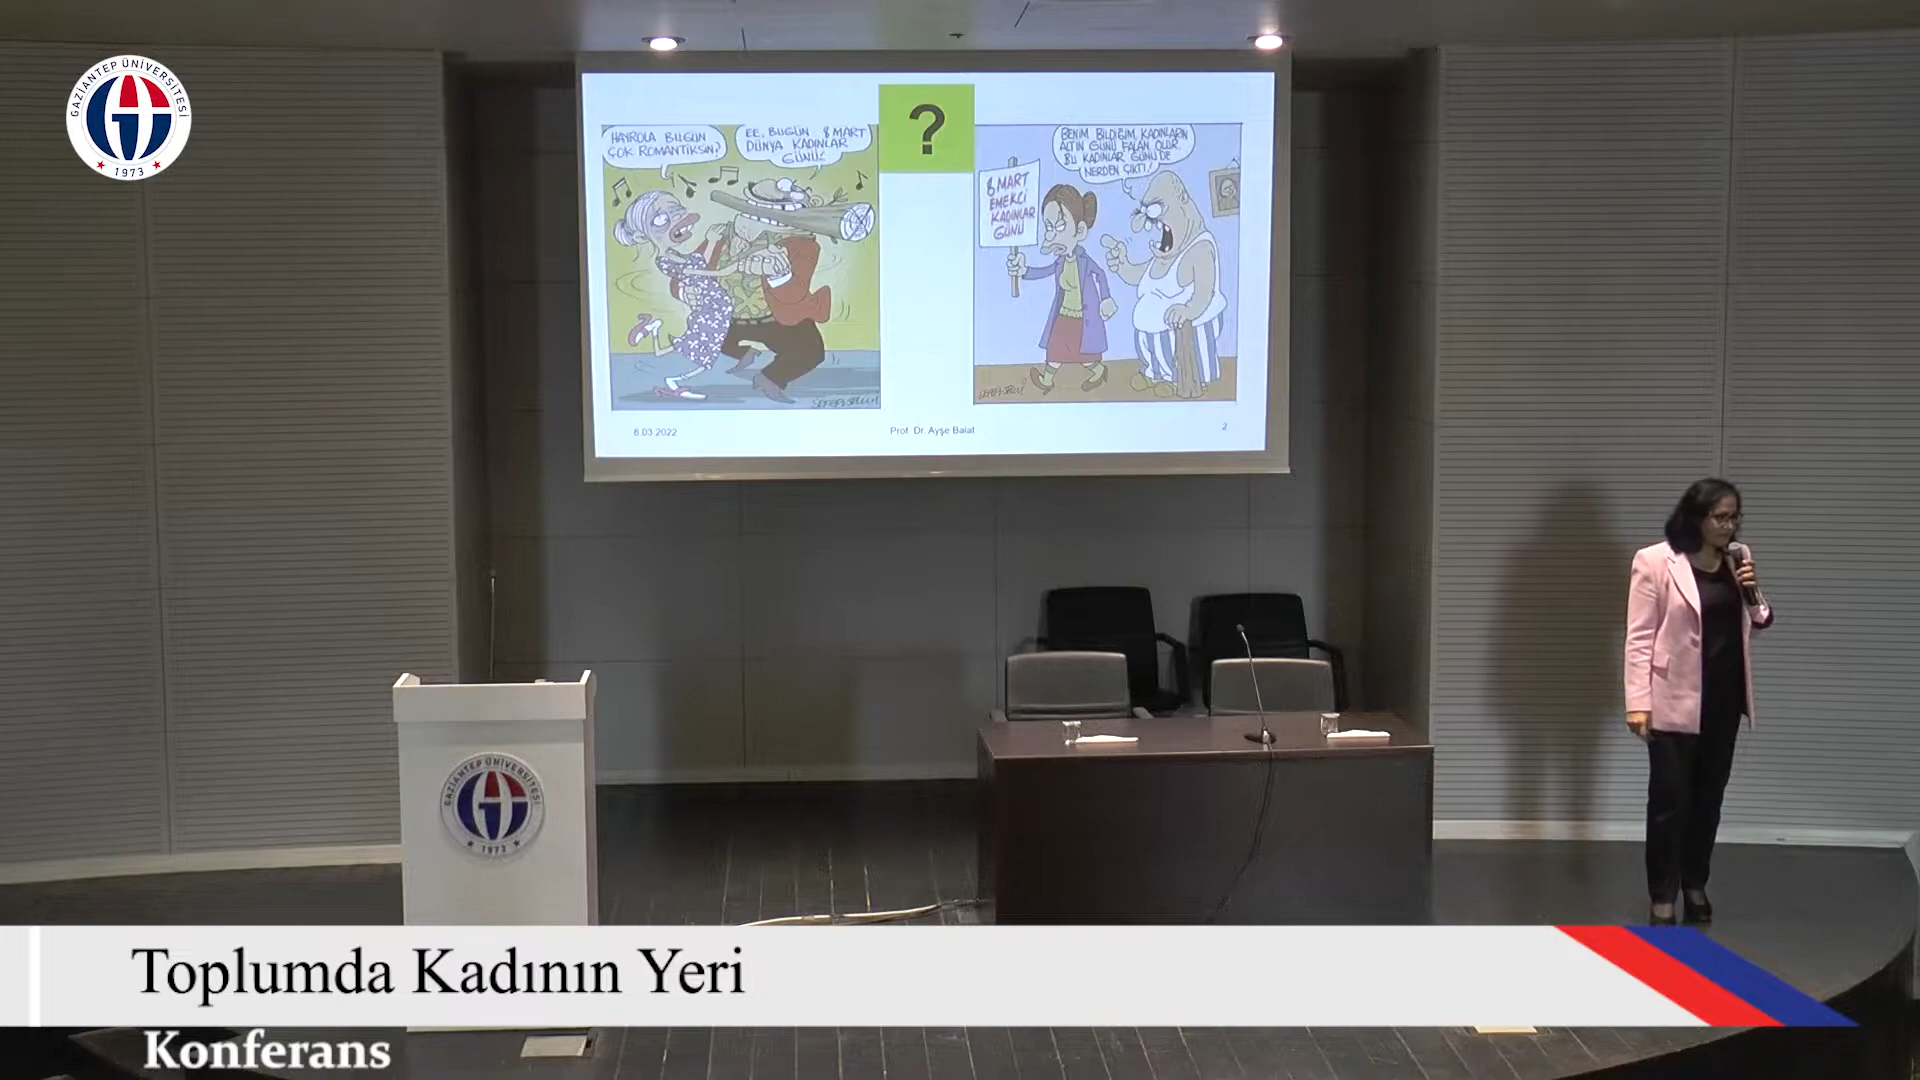 GAZİANTEP ÜNİVERSİTESİ
1973
HAYROLA BUGÜN
ÇOK ROMANTİKSİN?
EE, BUGÜN 8 MART
DÜNYA KADINLAR
GÜNÜ!
?
BENİM BİLDİĞİM, KADINLARIN
ALTIN GÜNÜ FALAN OLUR.
BU KADINLAR GÜNÜ DE
NERDEN ÇIKTI!
8 MART
EMEKÇİ
KADINLAR
GÜNÜ
8.03.2022
Prof. Dr. Ayşe Balat
2
GAZİANTEP ÜNİVERSİTESİ
1973
Toplumda Kadının Yeri
Konferans